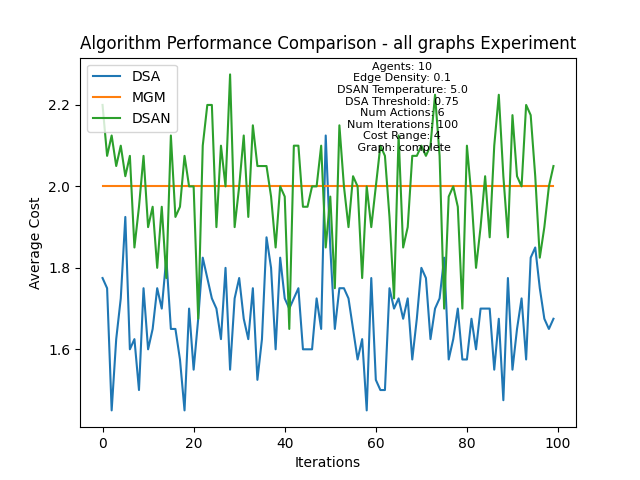 Algorithm Performance Comparison - all graphs Experiment
DSA
MGM
DSAN
Agents: 10
Edge Density: 0.1
DSAN Temperature: 5.0
DSA Threshold: 0.75
Num Actions: 6
Num Iterations: 100
Cost Range: 4
Graph: complete
Average Cost
2.2
2.0
1.8
1.6
0 20 40 60 80 100
Iterations